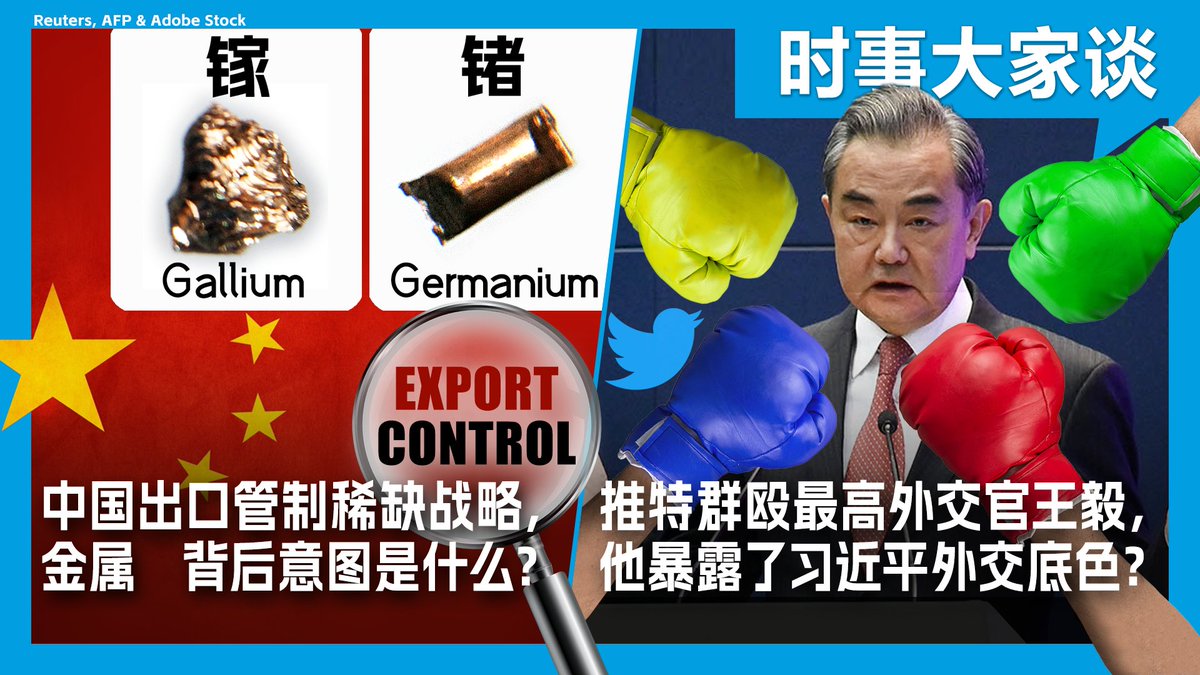 Reuters, AFP & Adobe Stock
时事大家谈
镓
锗
Gallium
Germanium
EXPORT
CONTROL
中国出口管制稀缺战略,
金属 背后意图是什么?
推特群殴最高外交官王毅,
他暴露了习近平外交底色?